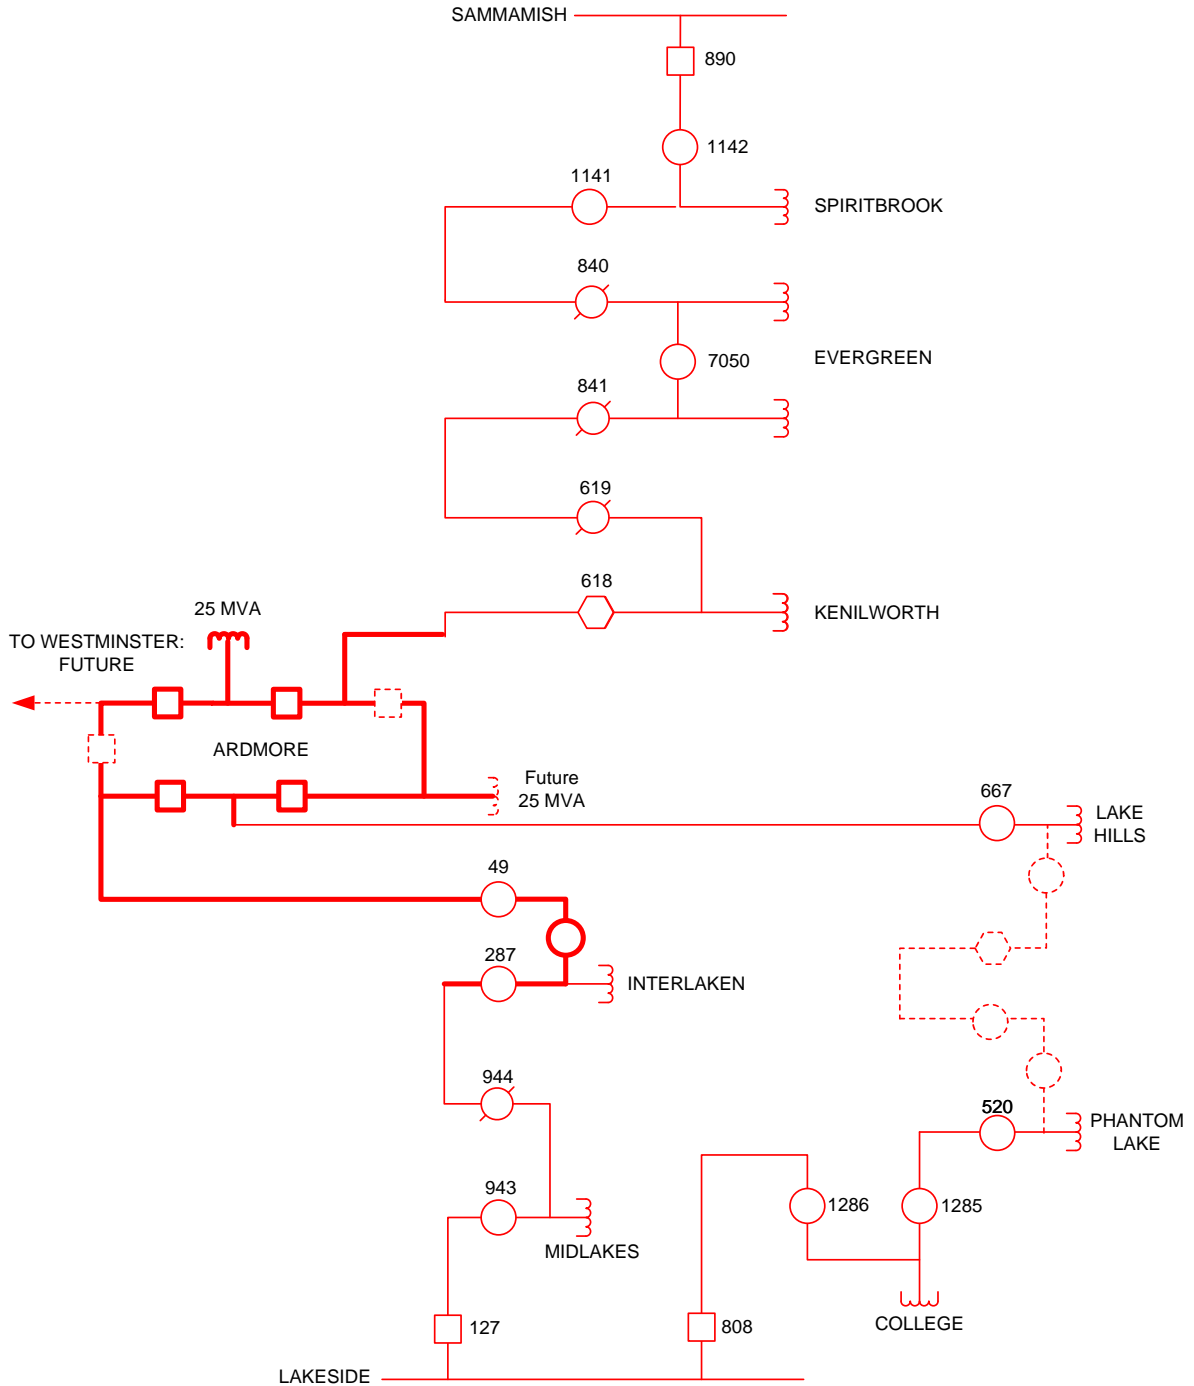 SAMMAMISH
890
1142
1141
SPIRITBROOK
840
7050
EVERGREEN
841
619
618
KENILWORTH
25 MVA
TO WESTMINSTER:
FUTURE
ARDMORE
Future
25 MVA
667
LAKE
HILLS
49
287
INTERLAKEN
944
520
PHANTOM
LAKE
943
1286
1285
MIDLAKES
127
808
COLLEGE
LAKESIDE